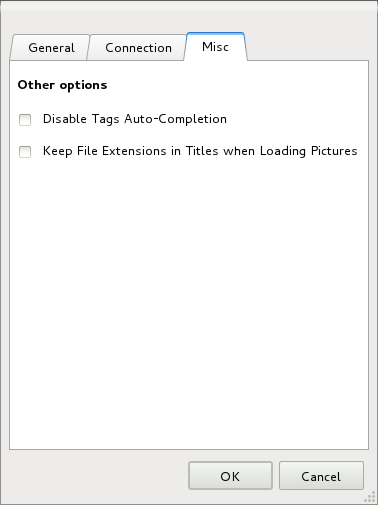 General Connection Misc
Other options
Disable Tags Auto-Completion
Keep File Extensions in Titles when Loading Pictures
OK Cancel